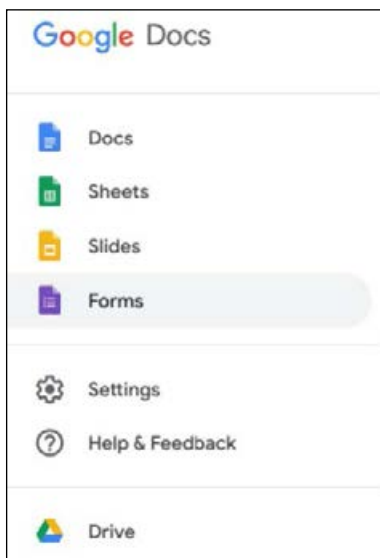 Google Docs
Docs
Sheets
Slides
Forms
Settings
Help & Feedback
Drive